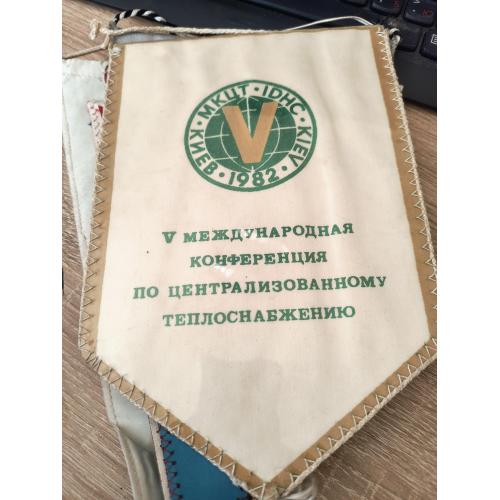 МКЦТ · IDHC
КИЕВ · 1982 · KIEV
V
V МЕЖДУНАРОДНАЯ
КОНФЕРЕНЦИЯ
ПО ЦЕНТРАЛИЗОВАННОМУ
ТЕПЛОСНАБЖЕНИЮ